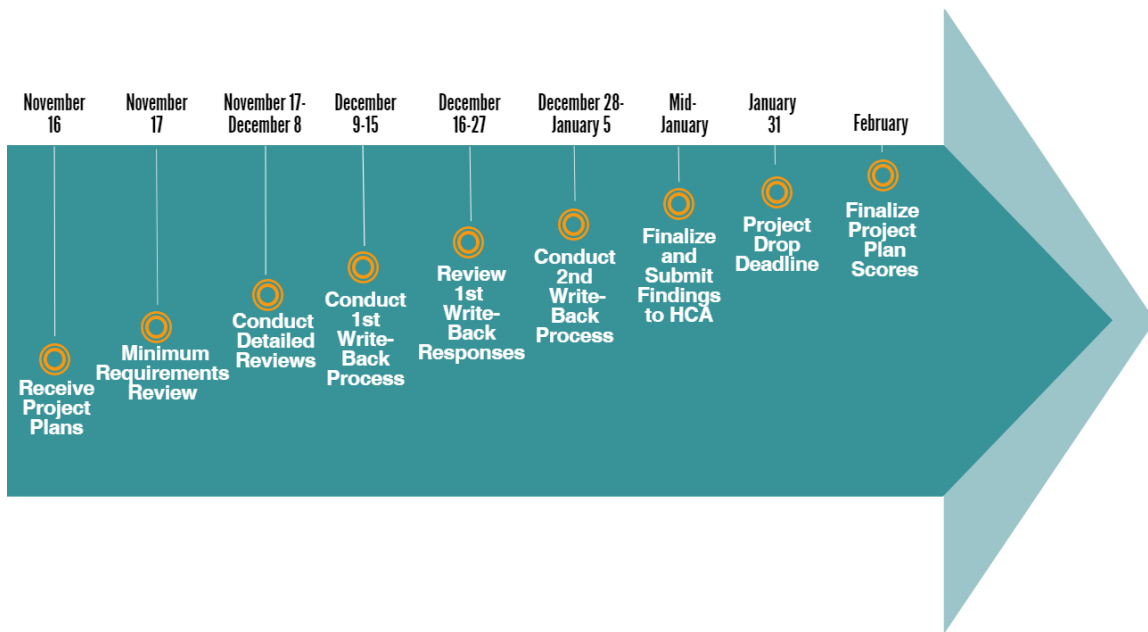 November
16
November
17
November 17-
December 8
December
9-15
December
16-27
December 28-
January 5
Mid-
January
January
31
February
Receive
Project
Plans
Minimum
Requirements
Review
Conduct
Detailed
Reviews
Conduct
1st
Write-
Back
Process
Review
1st
Write-
Back
Responses
Conduct
2nd
Write-
Back
Process
Finalize
and
Submit
Findings
to HCA
Project
Drop
Deadline
Finalize
Project
Plan
Scores